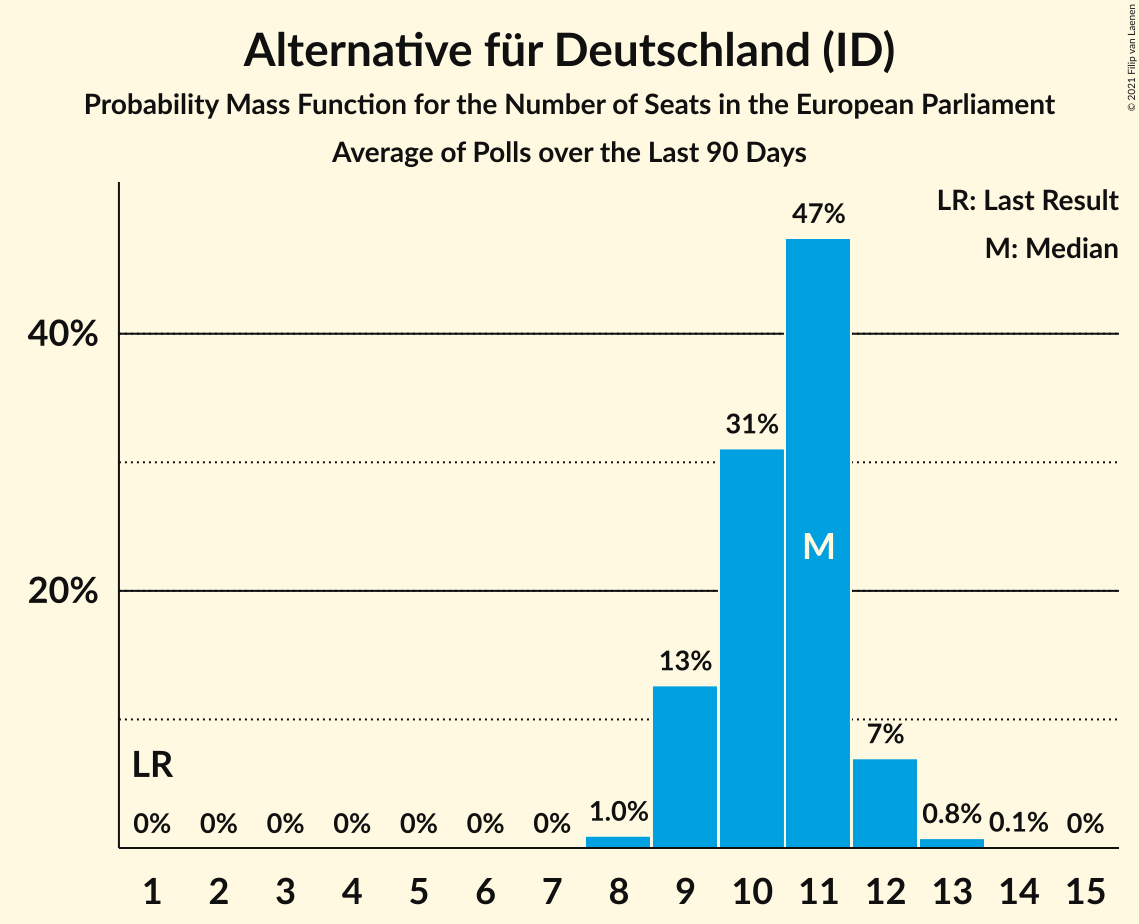 Alternative für Deutschland (ID)
Probability Mass Function for the Number of Seats in the European Parliament
Average of Polls over the Last 90 Days
© 2021 Filip van Laenen
LR: Last Result
M: Median
47%
40%
31%
M
20%
13%
7%
LR
0% 0% 0% 0% 0% 0% 0% 1.0% 0.8% 0.1% 0%
1 2 3 4 5 6 7 8 9 10 11 12 13 14 15